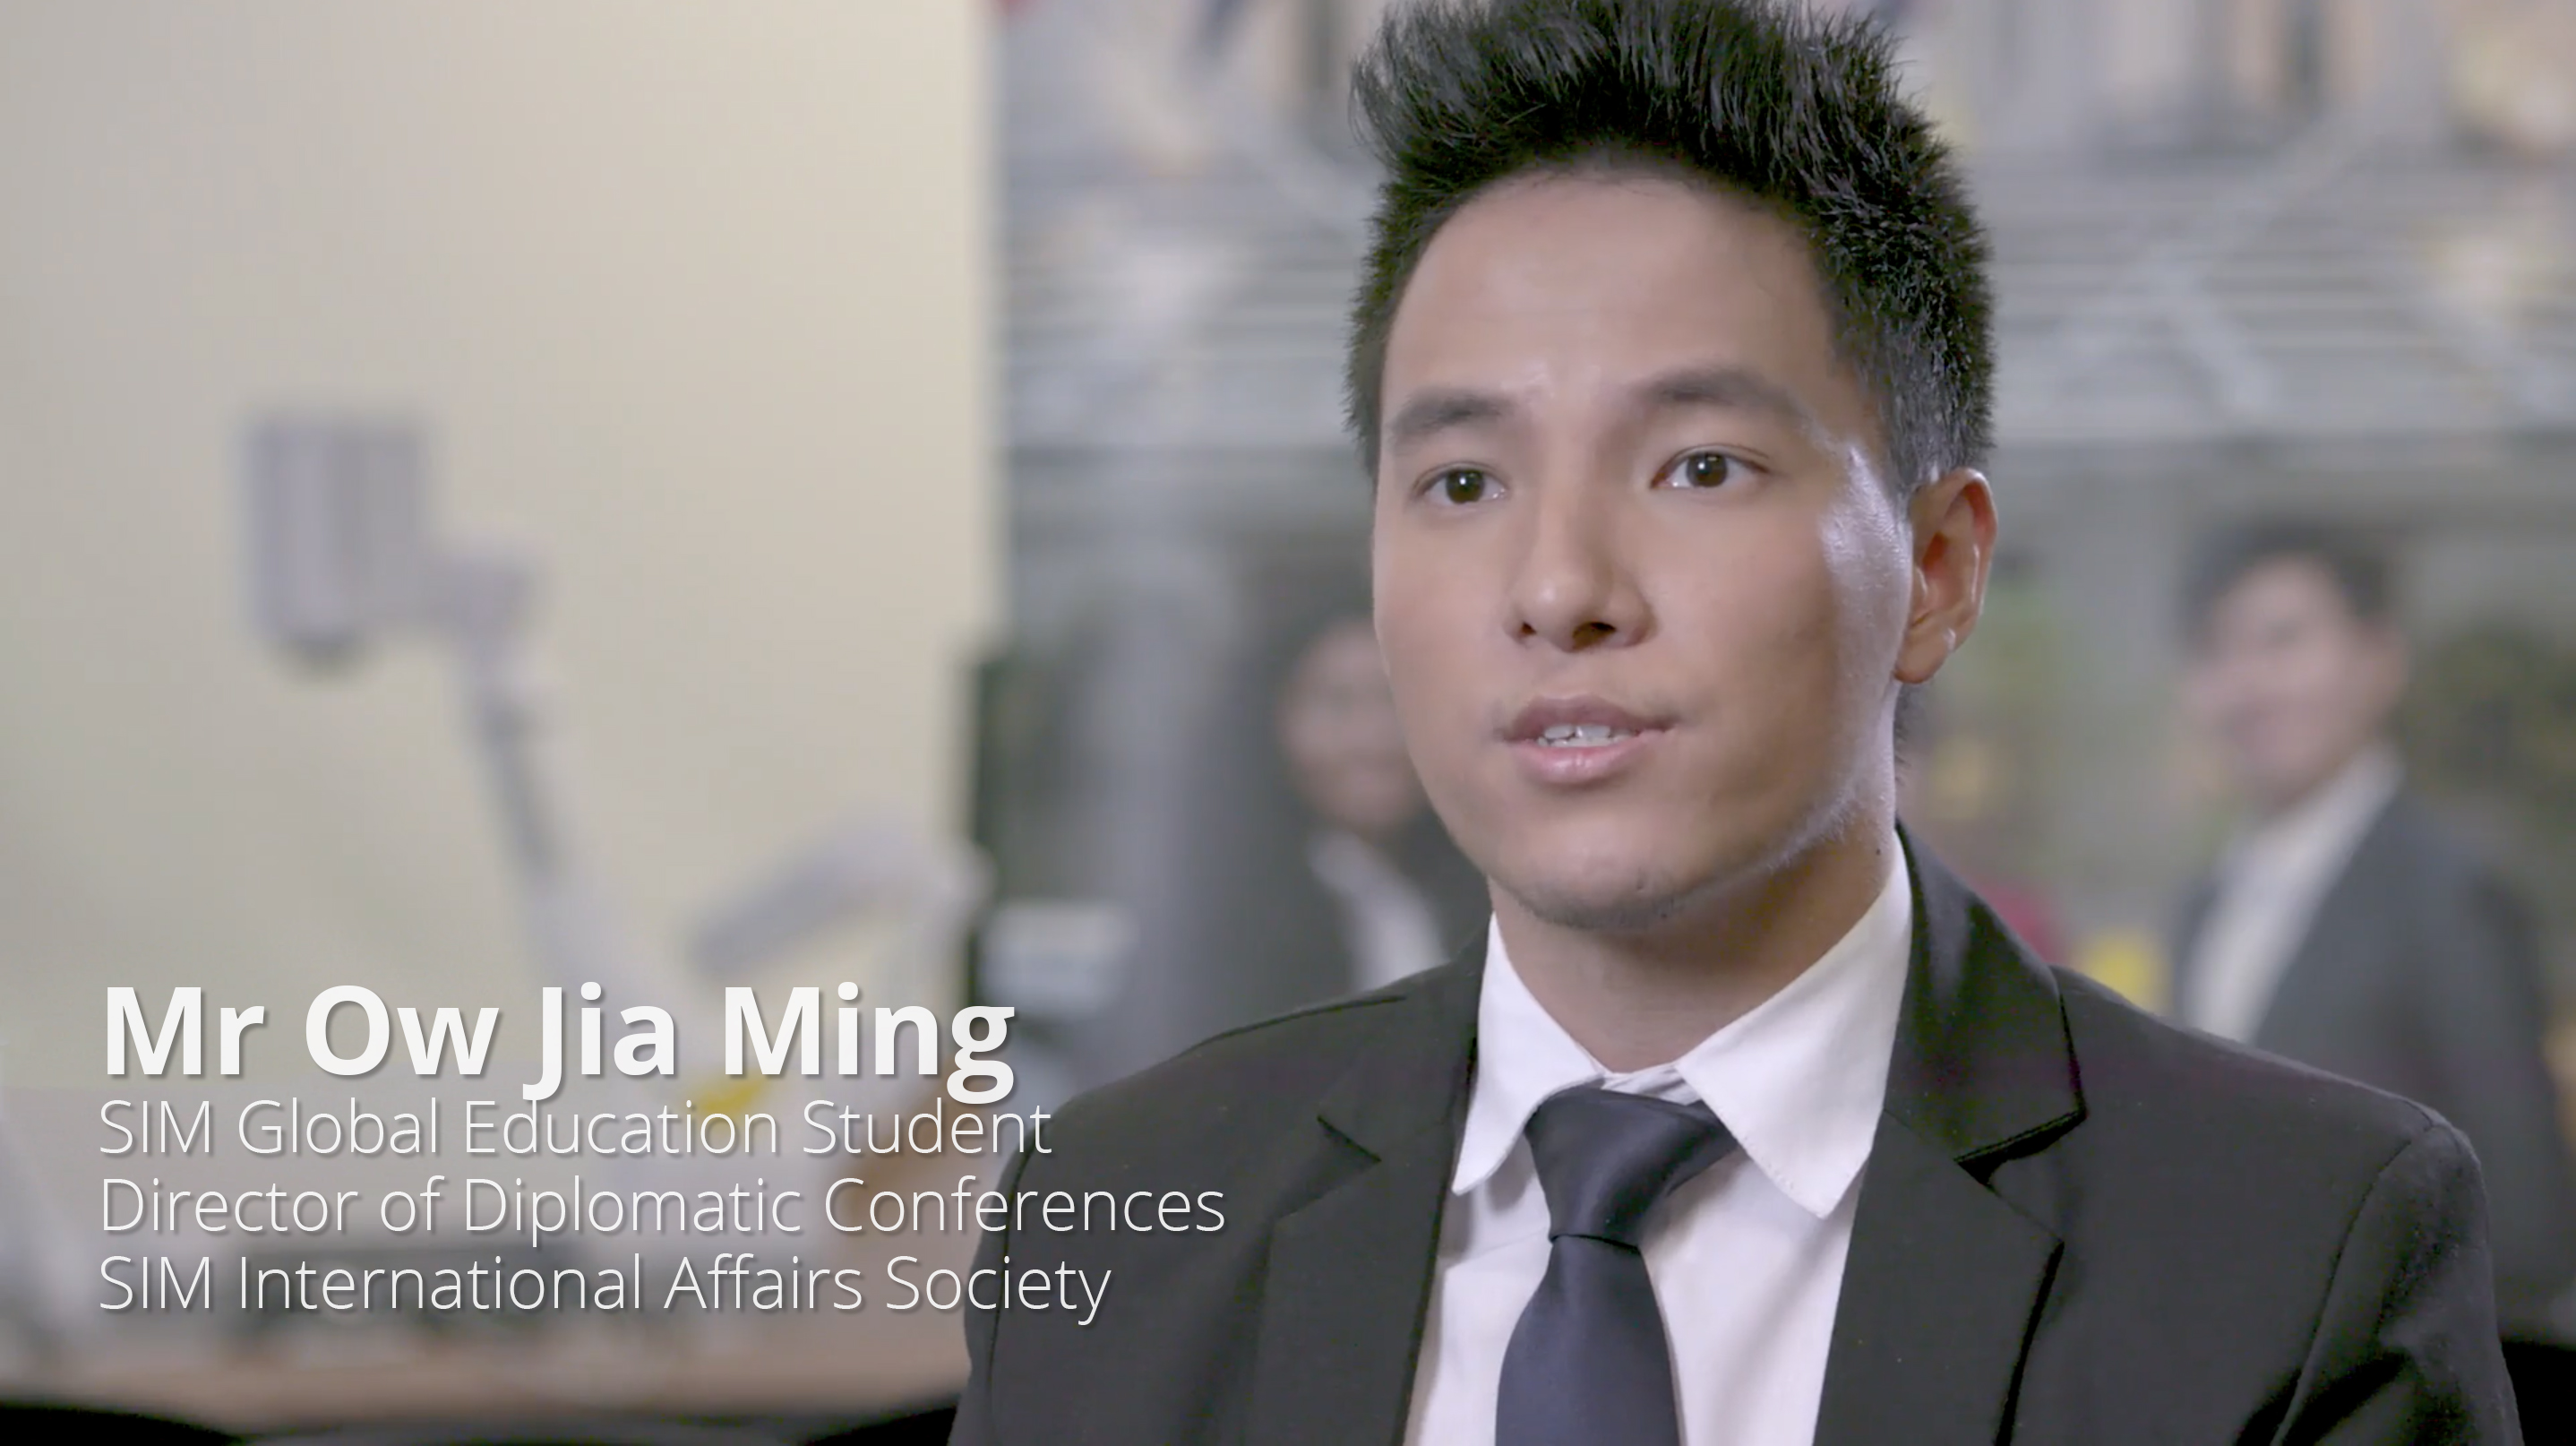 Mr Ow Jia Ming
SIM Global Education Student
Director of Diplomatic Conferences
SIM International Affairs Society